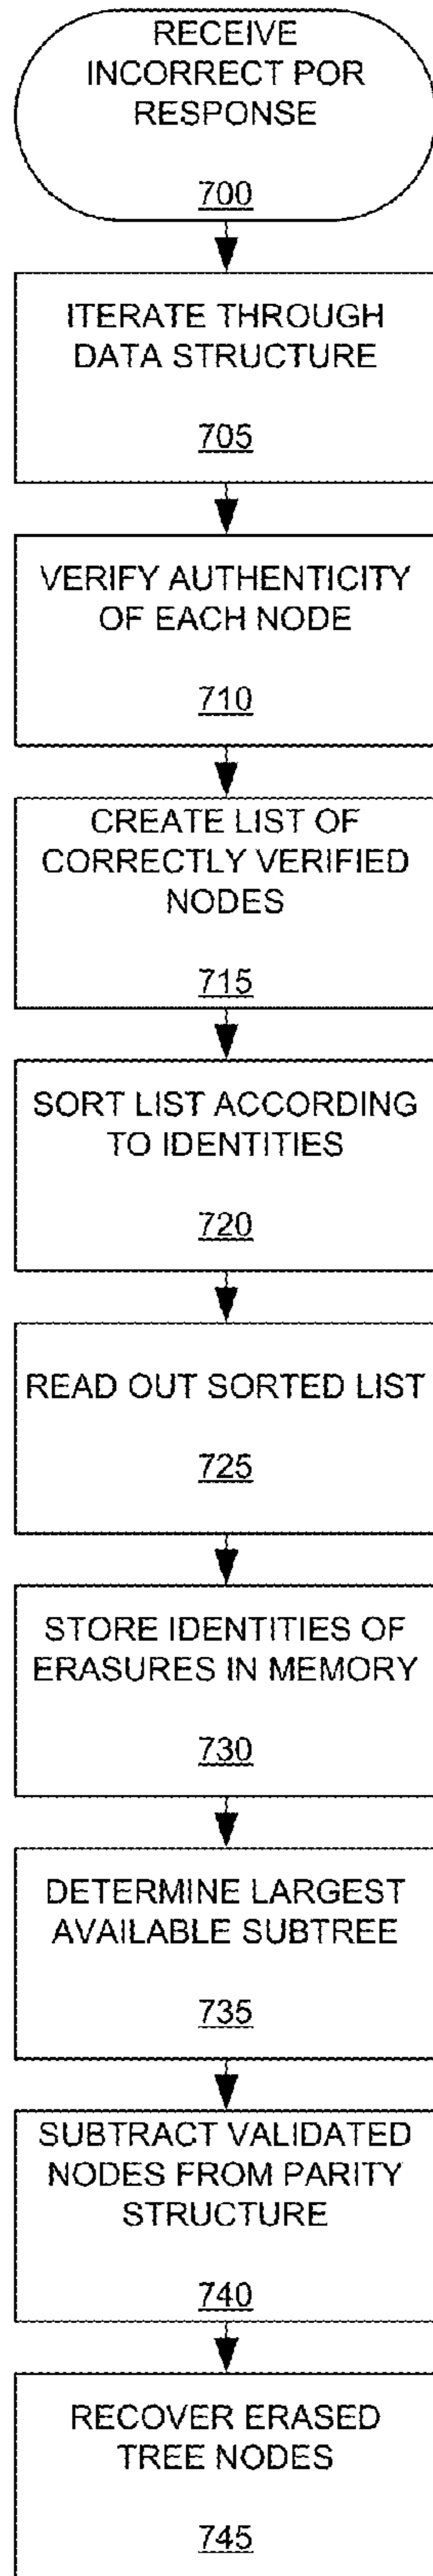 RECEIVE
INCORRECT POR
RESPONSE
700
ITERATE THROUGH
DATA STRUCTURE
705
VERIFY AUTHENTICITY
OF EACH NODE
710
CREATE LIST OF
CORRECTLY VERIFIED
NODES
715
SORT LIST ACCORDING
TO IDENTITIES
720
READ OUT SORTED LIST
725
STORE IDENTITIES OF
ERASURES IN MEMORY
730
DETERMINE LARGEST
AVAILABLE SUBTREE
735
SUBTRACT VALIDATED
NODES FROM PARITY
STRUCTURE
740
RECOVER ERASED
TREE NODES
745